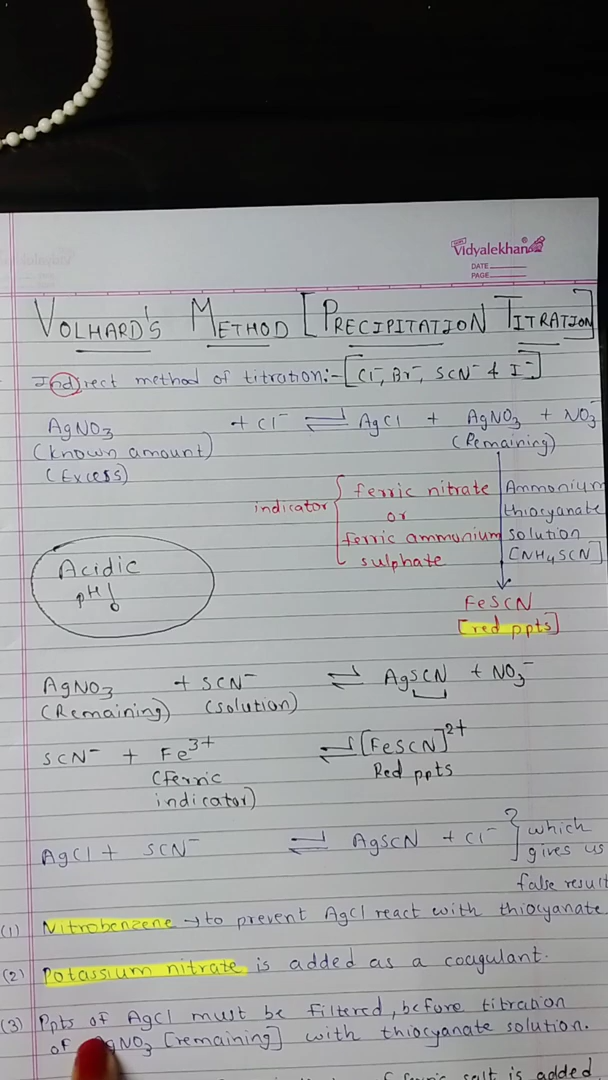 Vidyalekhan
DATE
PAGE
VOLHARD'S METHOD [PRECIPITATION TITRATION]
Indirect method of titration:- [Cl⁻, Br⁻, SCN⁻ & I⁻]
AgNO3 + Cl⁻ ⇌ AgCl + AgNO3 + NO3⁻
(known amount) (Remaining)
(Excess)
indicator { ferric nitrate or ferric ammonium sulphate
Ammonium
thiocyanate
solution
[NH4SCN]
Acidic
pH!
FeSCN
[red ppts]
AgNO3 + SCN⁻ ⇌ AgSCN + NO3⁻
(Remaining) (solution)
SCN⁻ + Fe³⁺ ⇌ [FeSCN]²⁺
(ferric Red ppts
indicator)
AgCl + SCN⁻ ⇌ AgSCN + Cl⁻ } which
gives us
false result
(1) Nitrobenzene → to prevent AgCl react with thiocyanate
(2) Potassium nitrate is added as a coagulant.
(3) Ppts of AgCl must be filtered, before titration
of AgNO3 [remaining] with thiocyanate solution.
ferric salt is added